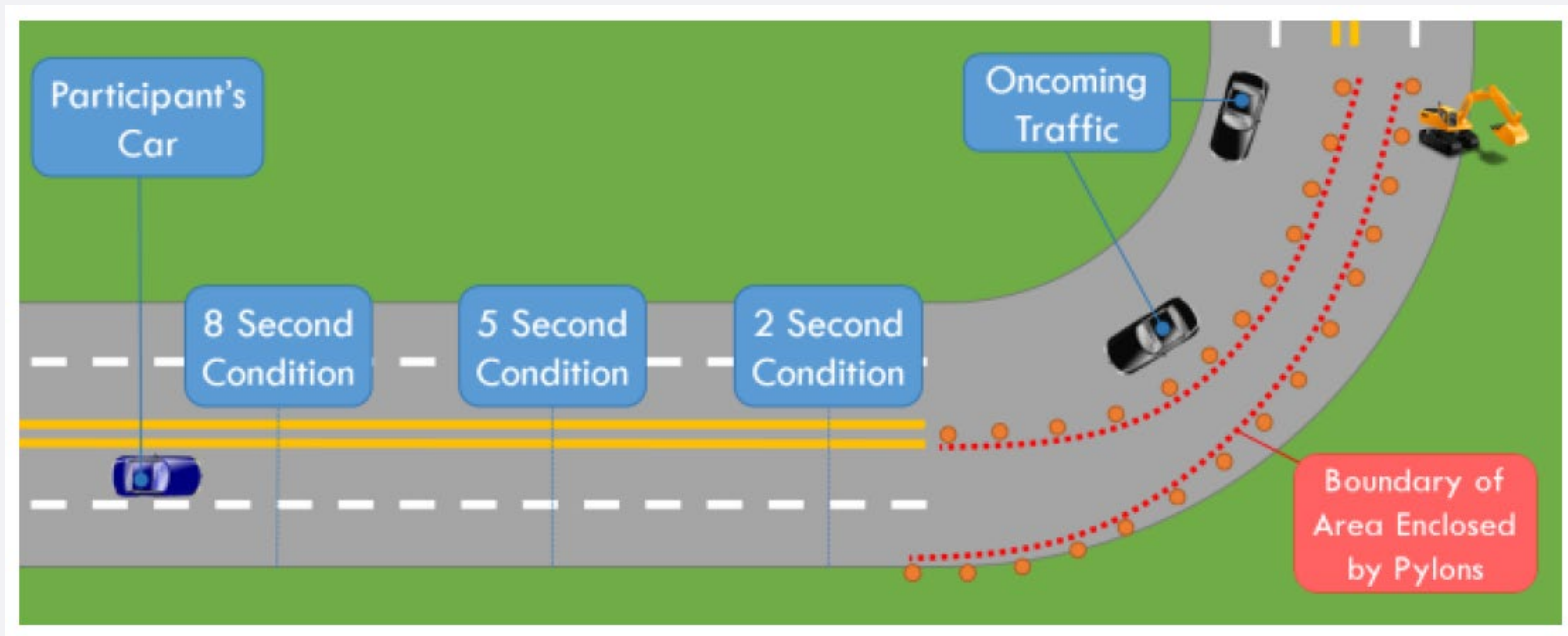 Participant's
Car
Oncoming
Traffic
8 Second
Condition
5 Second
Condition
2 Second
Condition
Boundary of
Area Enclosed
by Pylons